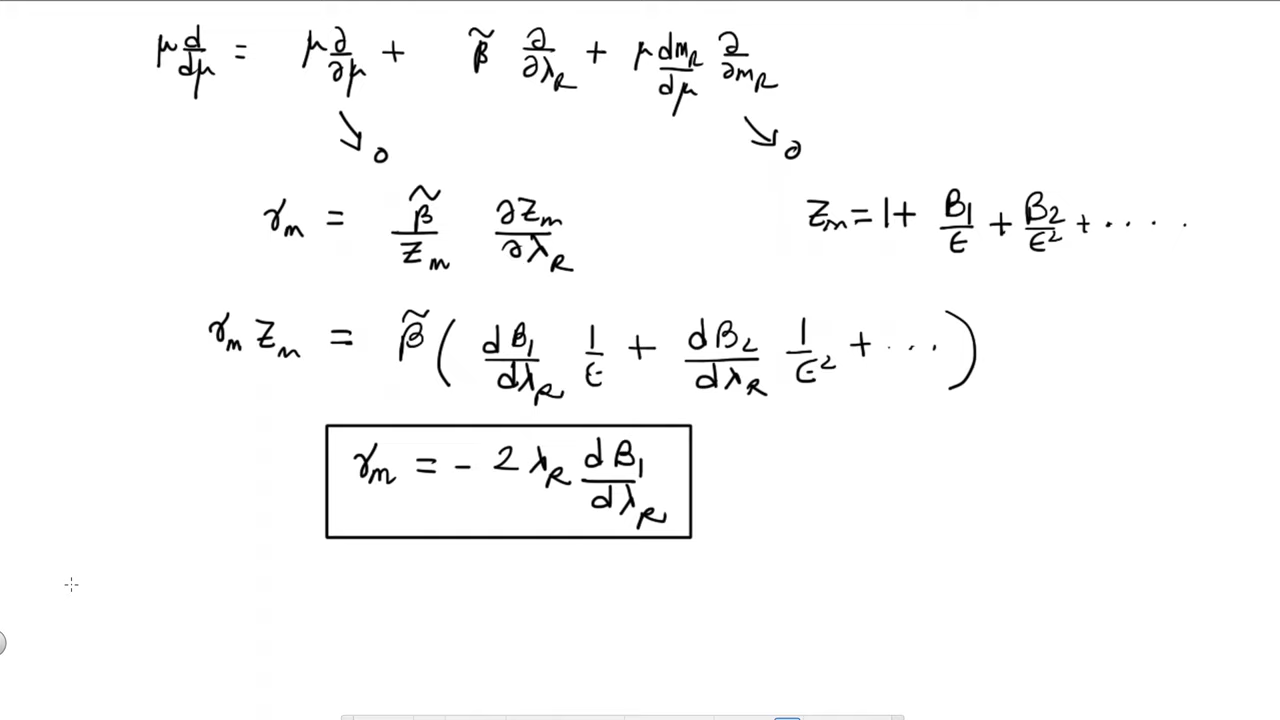 μ d/dμ = μ ∂/∂μ + β̃ ∂/∂λ_R + μ dm_R/dμ ∂/∂m_R
↘ 0 ↘ 0
γ_m = β̃/Z_m ∂Z_m/∂λ_R Z_m = 1 + B_1/ε + B_2/ε² + ·····
γ_m Z_m = β̃ ( dB_1/dλ_R 1/ε + dB_2/dλ_R 1/ε² + ··· )
γ_m = - 2 λ_R dB_1/dλ_R